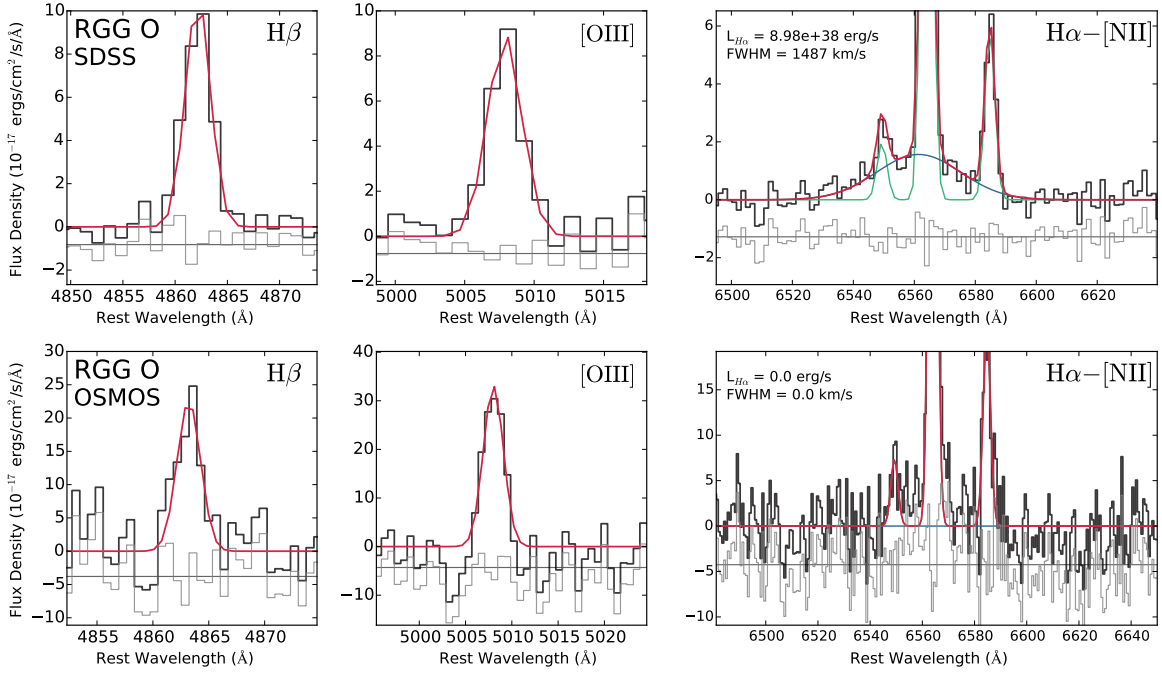 RGG O
SDSS
Hβ
[OIII]
Hα−[NII]
L_{Hα} = 8.98e+38 erg/s
FWHM = 1487 km/s
Flux Density (10⁻¹⁷ ergs/cm²/s/Å)
10
8
6
4
2
0
−2
4850 4855 4860 4865 4870
Rest Wavelength (Å)
10
8
6
4
2
0
−2
5000 5005 5010 5015
Rest Wavelength (Å)
6
4
2
0
−2
6500 6520 6540 6560 6580 6600 6620
Rest Wavelength (Å)
RGG O
OSMOS
Hβ
[OIII]
Hα−[NII]
L_{Hα} = 0.0 erg/s
FWHM = 0.0 km/s
Flux Density (10⁻¹⁷ ergs/cm²/s/Å)
30
25
20
15
10
5
0
−5
−10
4855 4860 4865 4870
Rest Wavelength (Å)
40
30
20
10
0
−10
5000 5005 5010 5015 5020
Rest Wavelength (Å)
15
10
5
0
−5
−10
6500 6520 6540 6560 6580 6600 6620 6640
Rest Wavelength (Å)